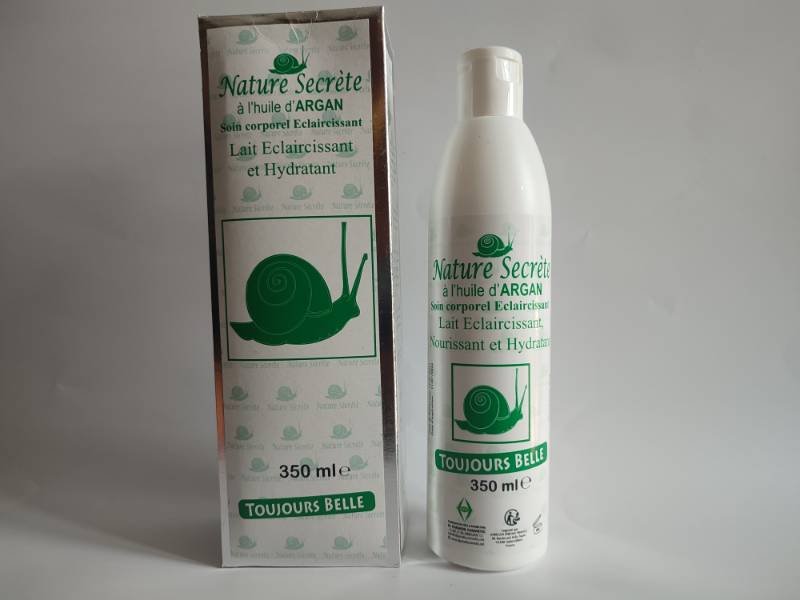 Nature Secrète
à l'huile d'ARGAN
Soin corporel Eclaircissant
Lait Eclaircissant
et Hydratant
350 ml e
TOUJOURS BELLE
Nature Secrète
à l'huile d'ARGAN
Soin corporel Eclaircissant
Lait Eclaircissant,
Nourissant et Hydratant
TOUJOURS BELLE
350 ml e